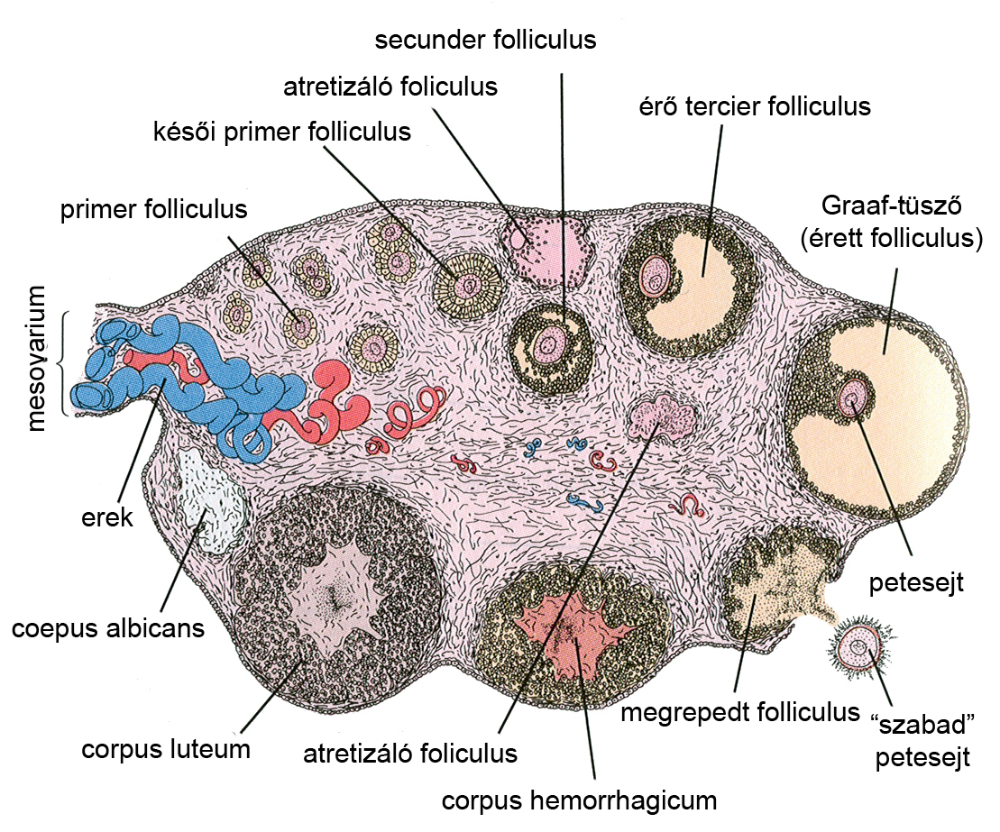 secunder folliculus
atretizáló foliculus
érő tercier folliculus
késői primer folliculus
primer folliculus
Graaf-tüsző
(érett folliculus)
mesovarium
erek
petesejt
coepus albicans
megrepedt folliculus
“szabad”
petesejt
corpus luteum
atretizáló foliculus
corpus hemorrhagicum